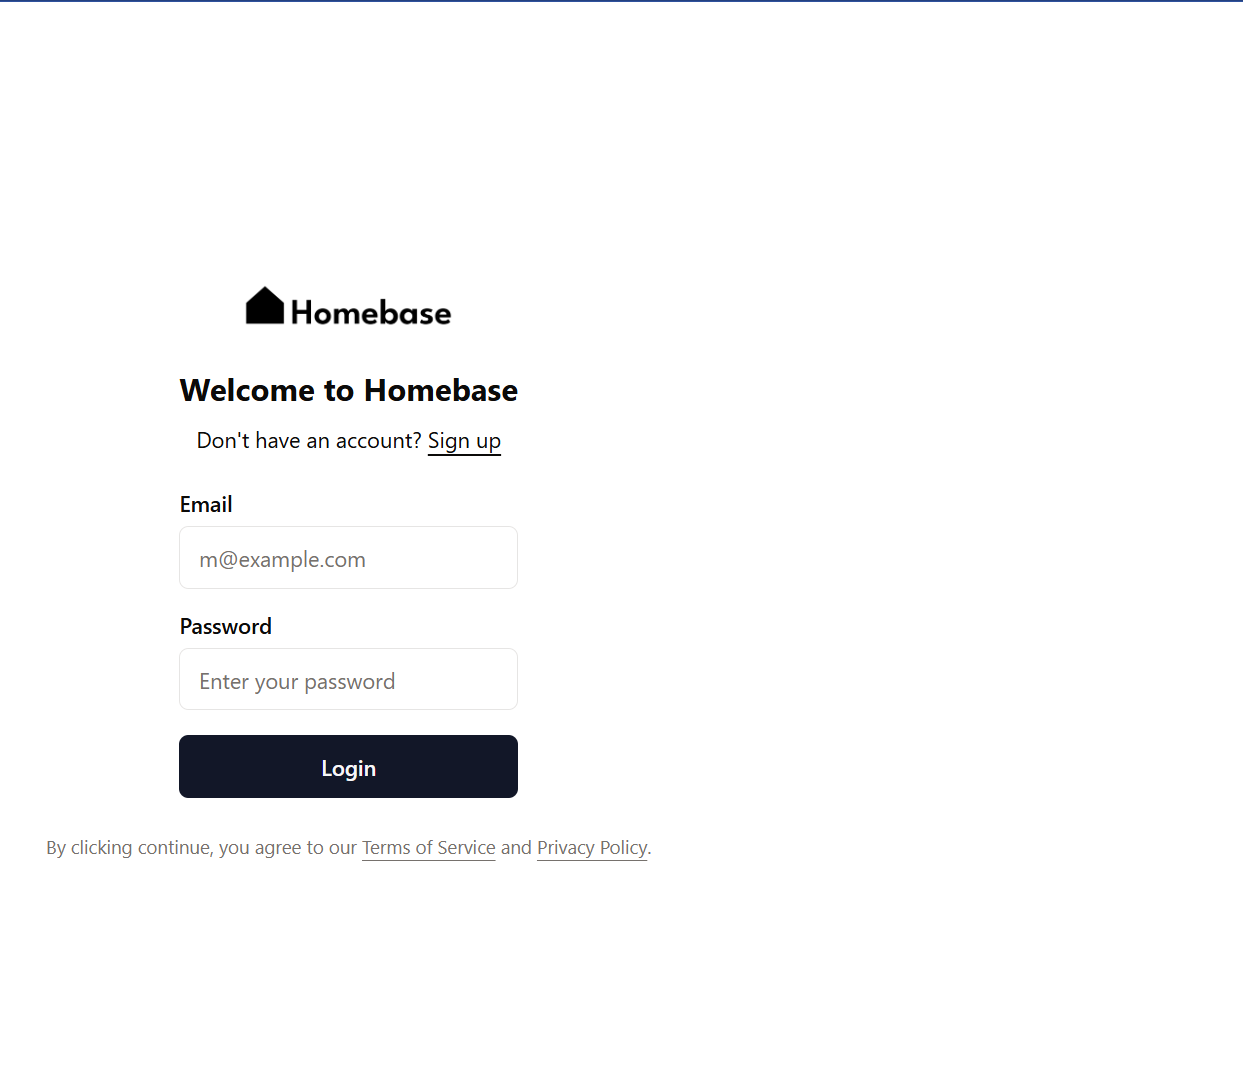 Homebase
Welcome to Homebase
Don't have an account? Sign up
Email
m@example.com
Password
Enter your password
Login
By clicking continue, you agree to our Terms of Service and Privacy Policy.